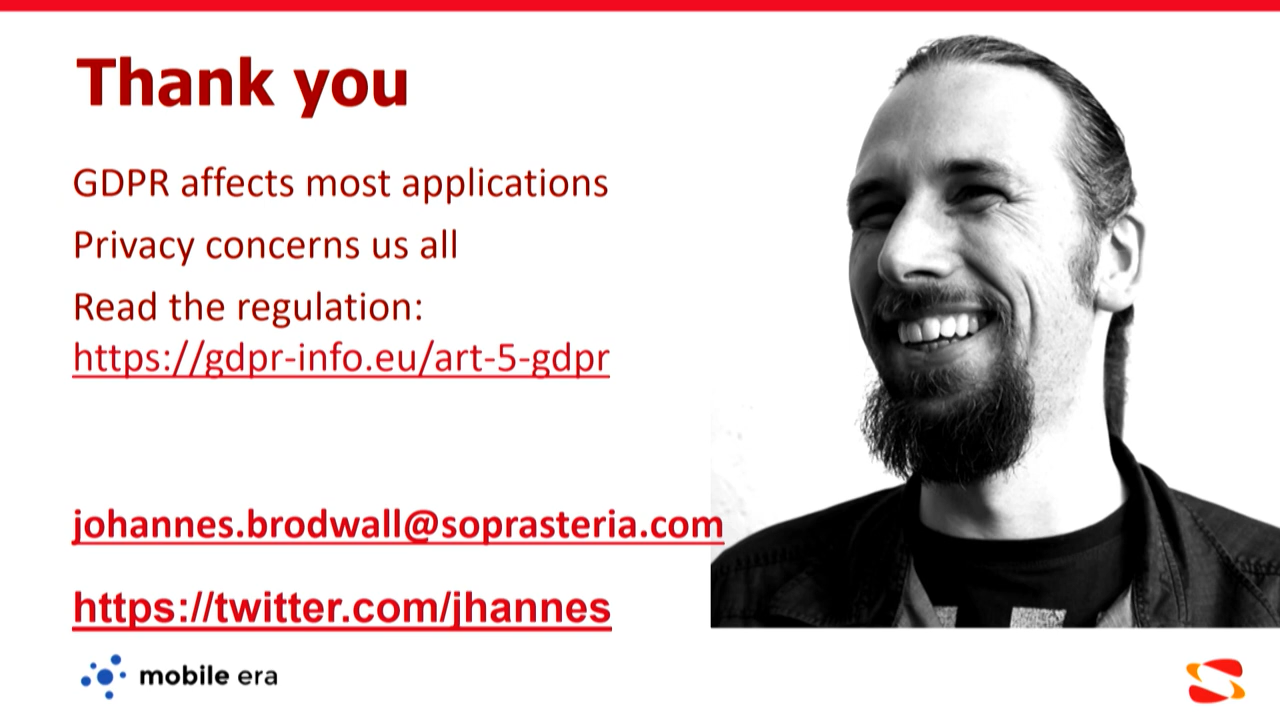 Thank you
GDPR affects most applications
Privacy concerns us all
Read the regulation:
https://gdpr-info.eu/art-5-gdpr
johannes.brodwall@soprasteria.com
https://twitter.com/jhannes
mobile era